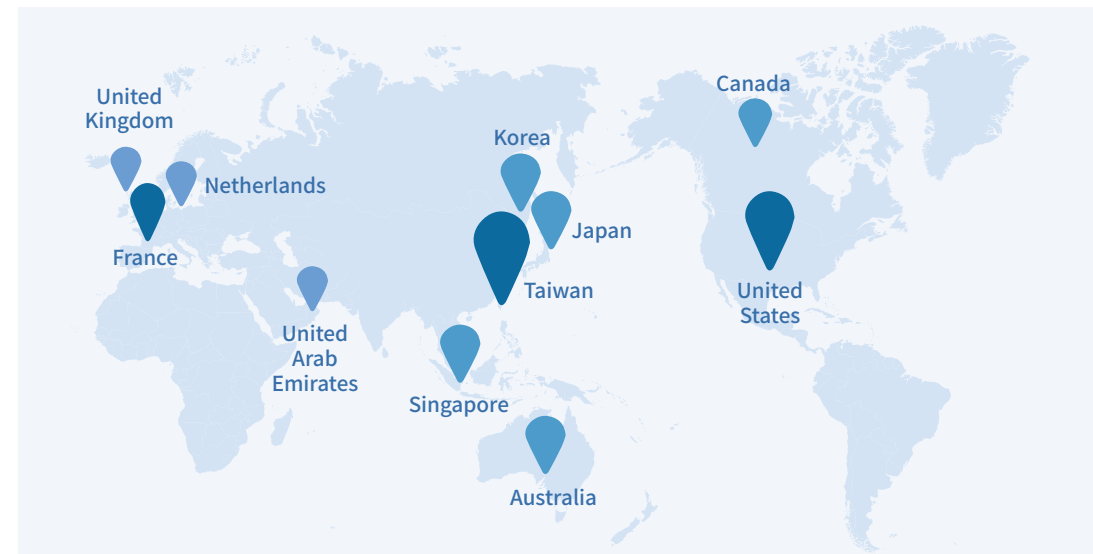 United
Kingdom
Netherlands
France
United
Arab
Emirates
Korea
Japan
Taiwan
Singapore
Australia
Canada
United
States